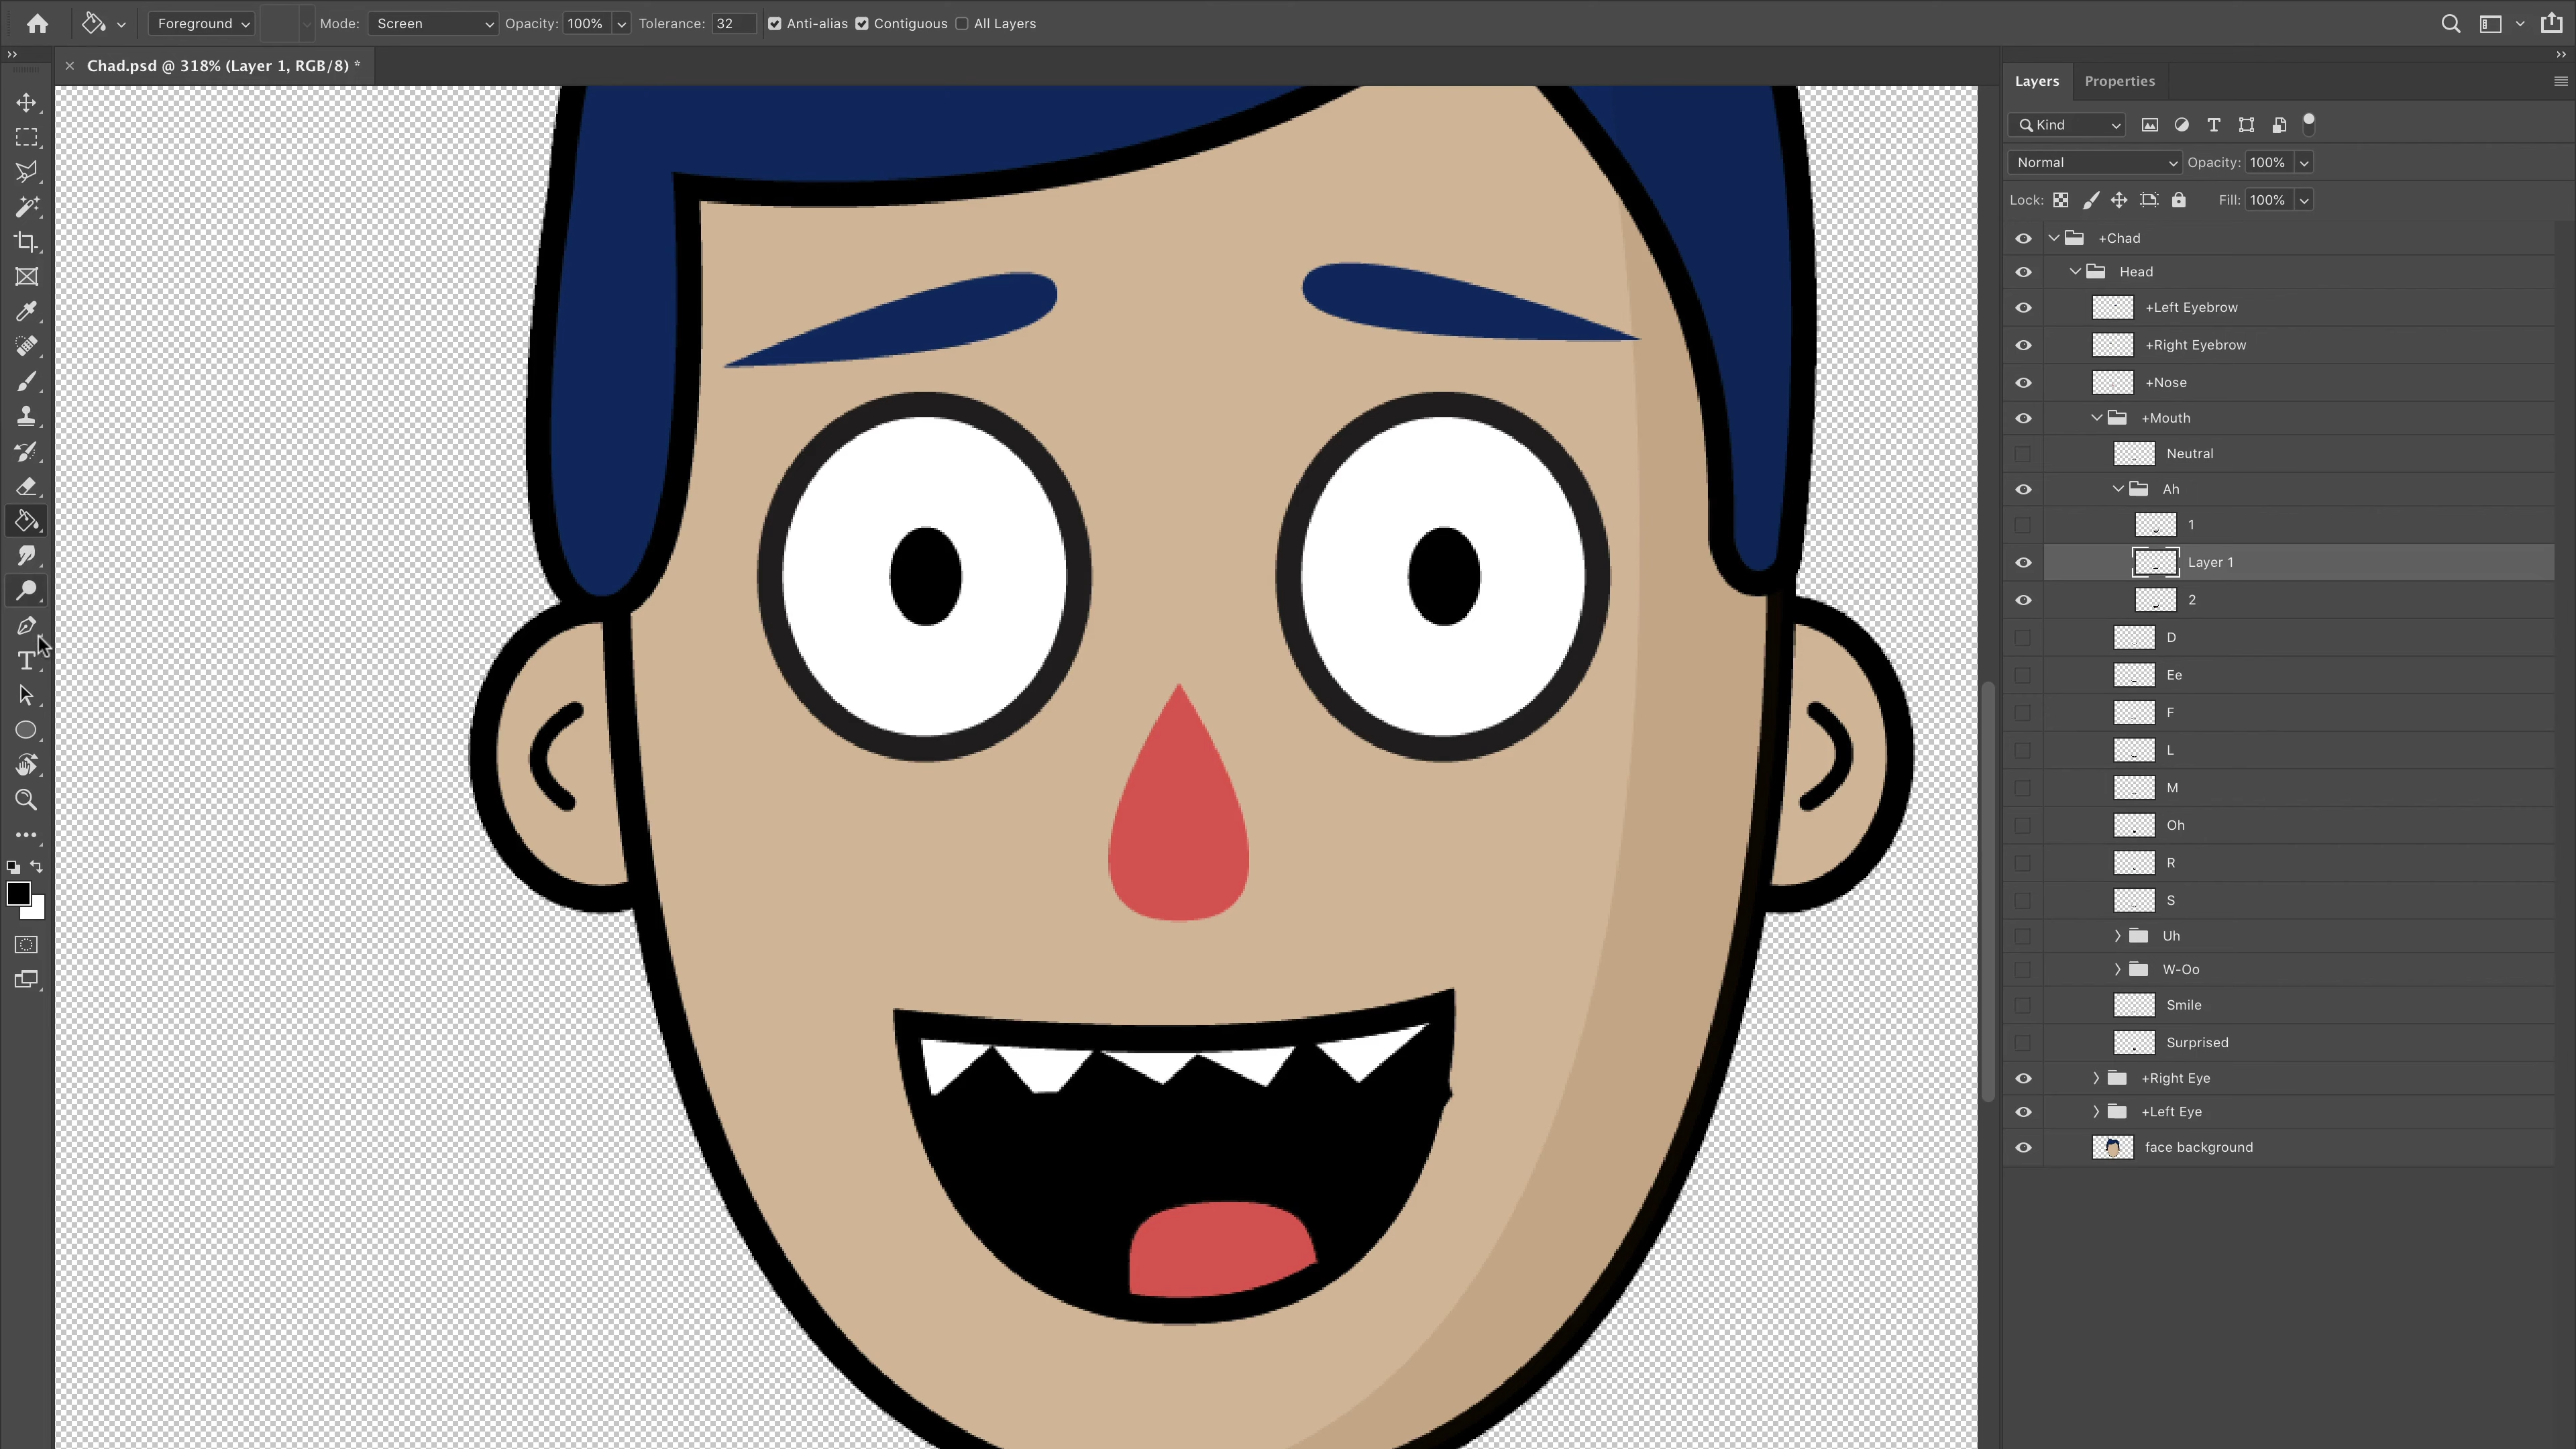 Foreground Mode: Screen Opacity: 100% Tolerance: 32 Anti-alias Contiguous All Layers
× Chad.psd @ 318% (Layer 1, RGB/8) *
Layers Properties
Kind
Normal Opacity: 100%
Lock: Fill: 100%
+Chad
Head
+Left Eyebrow
+Right Eyebrow
+Nose
+Mouth
Neutral
Ah
1
Layer 1
2
D
Ee
F
L
M
Oh
R
S
Uh
W-Oo
Smile
Surprised
+Right Eye
+Left Eye
face background